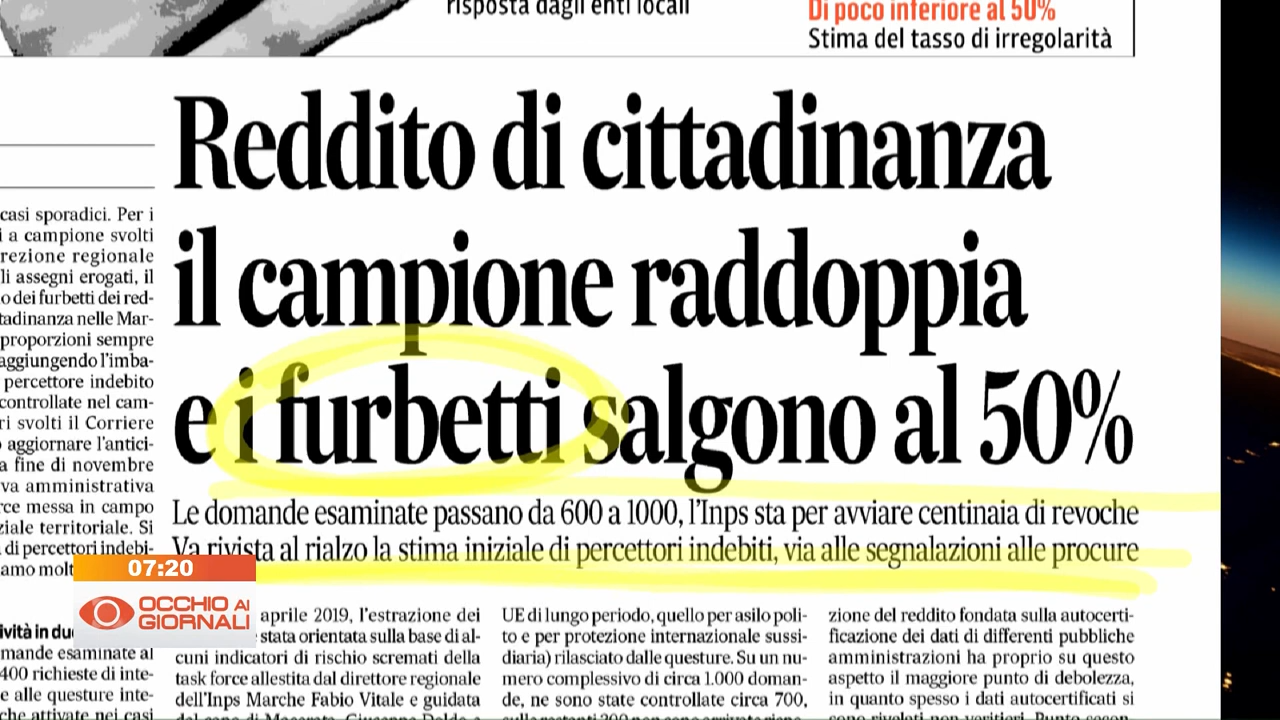 risposta dagli enti locali
Di poco inferiore al 50%
Stima del tasso di irregolarità
Reddito di cittadinanza
il campione raddoppia
e i furbetti salgono al 50%
Le domande esaminate passano da 600 a 1000, l'Inps sta per avviare centinaia di revoche
Va rivista al rialzo la stima iniziale di percettori indebiti, via alle segnalazioni alle procure
casi sporadici. Per i
i a campione svolti
rezione regionale
li assegni erogati, il
o dei furbetti dei red-
tadinanza nelle Mar-
proporzioni sempre
aggiungendo l'imba-
percettore indebito
controllate nel cam-
ri svolti il Corriere
aggiornare l'antici-
a fine di novembre
va amministrativa
rce messa in campo
ziale territoriale. Si
di percettori indebi-
amo molt
07:20
OCCHIO AI
GIORNALI
ività in du
mande esaminate al
400 richieste di inte-
e alle questure inte-
che attivate nei casi
aprile 2019, l'estrazione dei
stata orientata sulla base di al-
cuni indicatori di rischio scremati della
task force allestita dal direttore regionale
dell'Inps Marche Fabio Vitale e guidata
UE di lungo periodo, quello per asilo poli-
to e per protezione internazionale sussi-
diaria) rilasciato dalle questure. Su un nu-
mero complessivo di circa 1.000 doman-
de, ne sono state controllate circa 700,
zione del reddito fondata sulla autocerti-
ficazione dei dati di differenti pubbliche
amministrazioni ha proprio su questo
aspetto il maggiore punto di debolezza,
in quanto spesso i dati autocertificati si